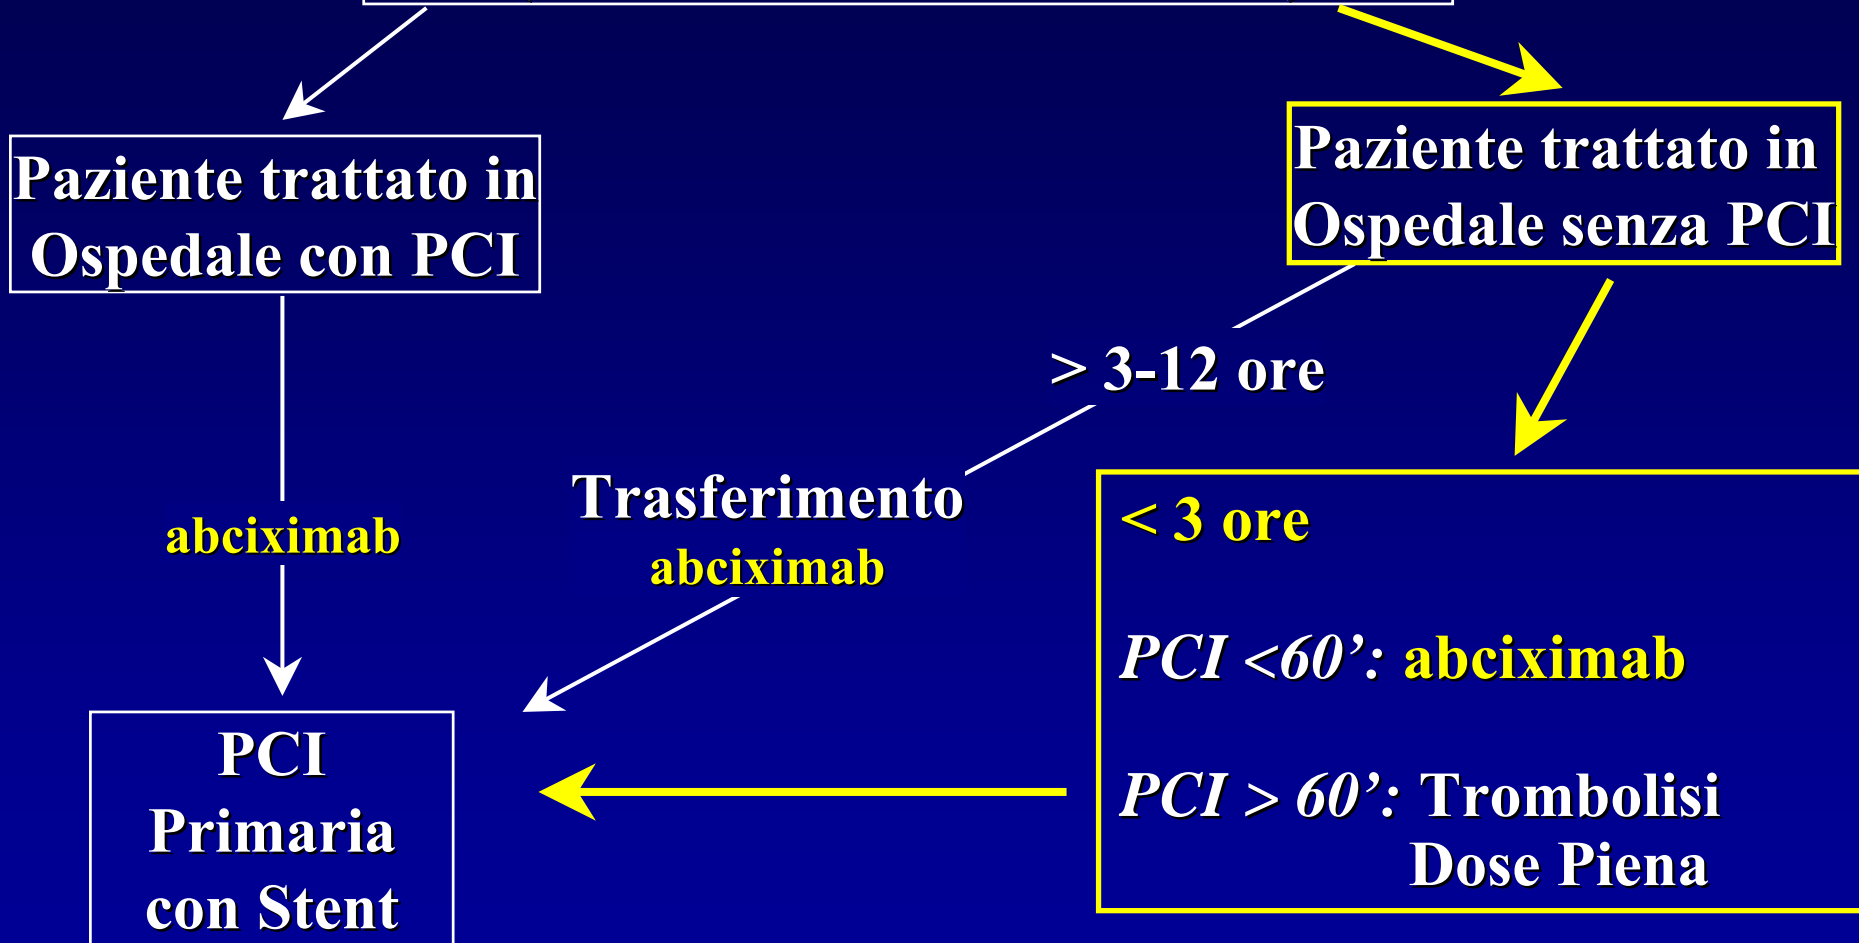 Paziente trattato in
Ospedale con PCI
Paziente trattato in
Ospedale senza PCI
> 3-12 ore
Trasferimento
abciximab
abciximab
< 3 ore
PCI <60’: abciximab
PCI > 60’: Trombolisi
Dose Piena
PCI
Primaria
con Stent